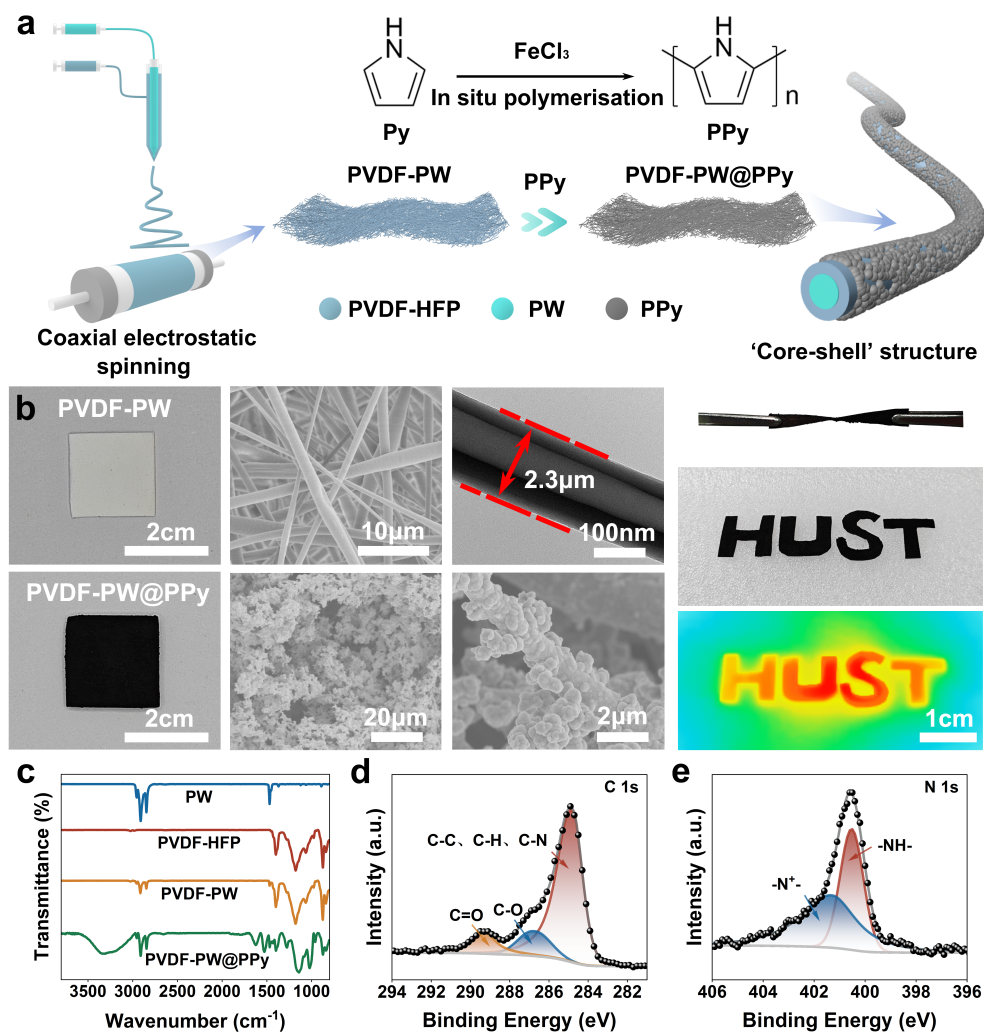 a
H
N
Py
FeCl₃
In situ polymerisation
H
N
n
PPy
PVDF-PW
PPy
PVDF-PW@PPy
PVDF-HFP
PW
PPy
Coaxial electrostatic
spinning
‘Core-shell’ structure
b
PVDF-PW
2cm
10μm
2.3μm
100nm
PVDF-PW@PPy
2cm
20μm
2μm
HUST
HUST
1cm
c
PW
PVDF-HFP
PVDF-PW
PVDF-PW@PPy
Transmittance (%)
3500 3000 2500 2000 1500 1000
Wavenumber (cm⁻¹)
d
C 1s
C-C、C-H、C-N
C-O
C=O
Intensity (a.u.)
294 292 290 288 286 284 282
Binding Energy (eV)
e
N 1s
-NH-
-N⁺-
Intensity (a.u.)
406 404 402 400 398 396
Binding Energy (eV)